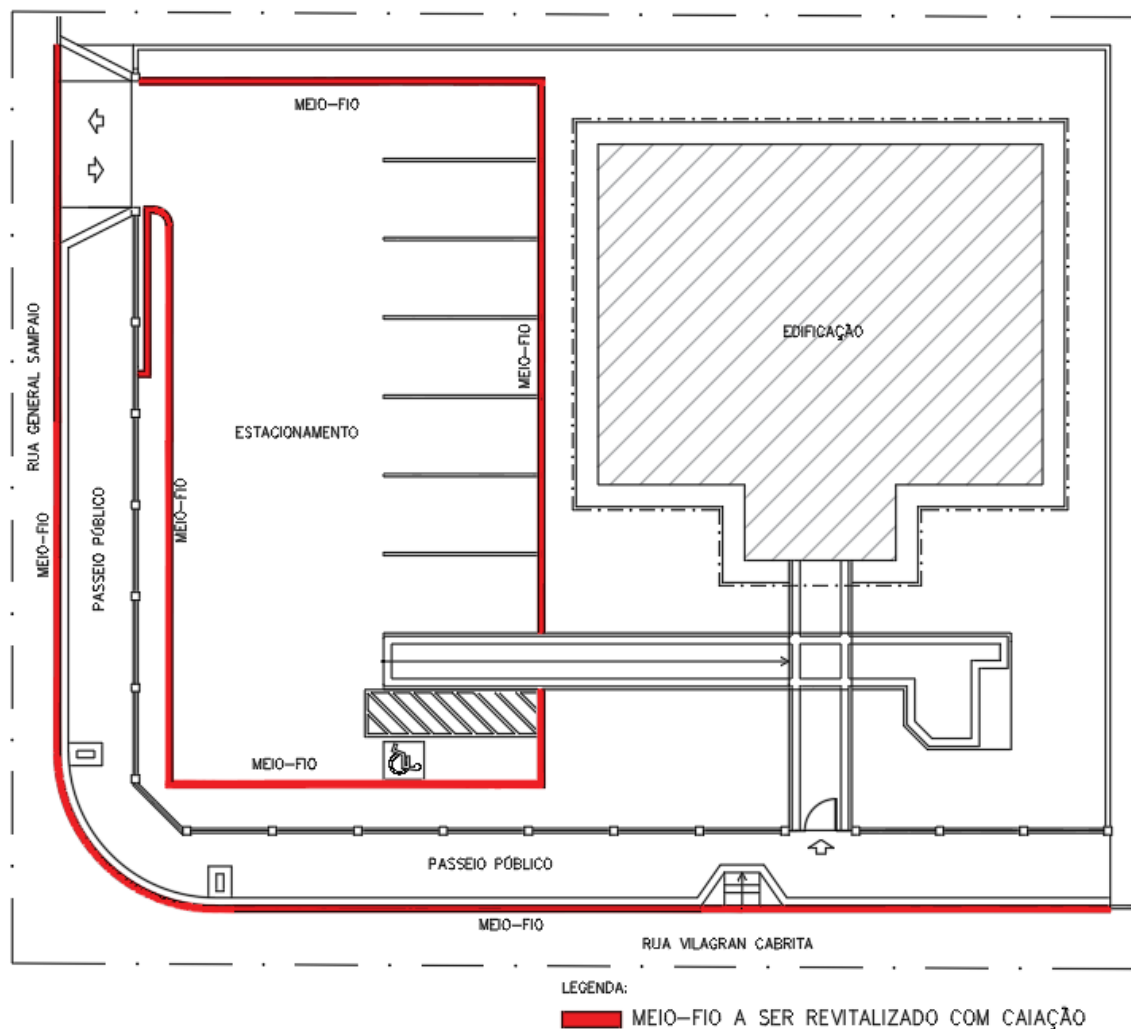 MEIO-FIO
MEIO-FIO
EDIFICAÇÃO
RUA GENERAL SAMPAIO
ESTACIONAMENTO
MEIO-FIO
MEIO-FIO
PASSEIO PÚBLICO
MEIO-FIO
PASSEIO PÚBLICO
MEIO-FIO
RUA VILAGRAN CABRITA
LEGENDA:
MEIO-FIO A SER REVITALIZADO COM CAIAÇÃO